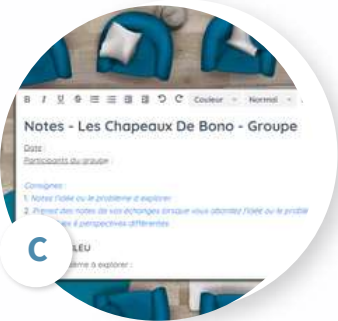 B I U S Couleur Normal
Notes - Les Chapeaux De Bono - Groupe
Date :
Participants du groupe :
Consignes :
1. Notez l'idée ou le problème à explorer
2. Prenez des notes de vos échanges lorsque vous abordez l'idée ou le problè
6 perspectives différentes
C
LEU
ème à explorer :